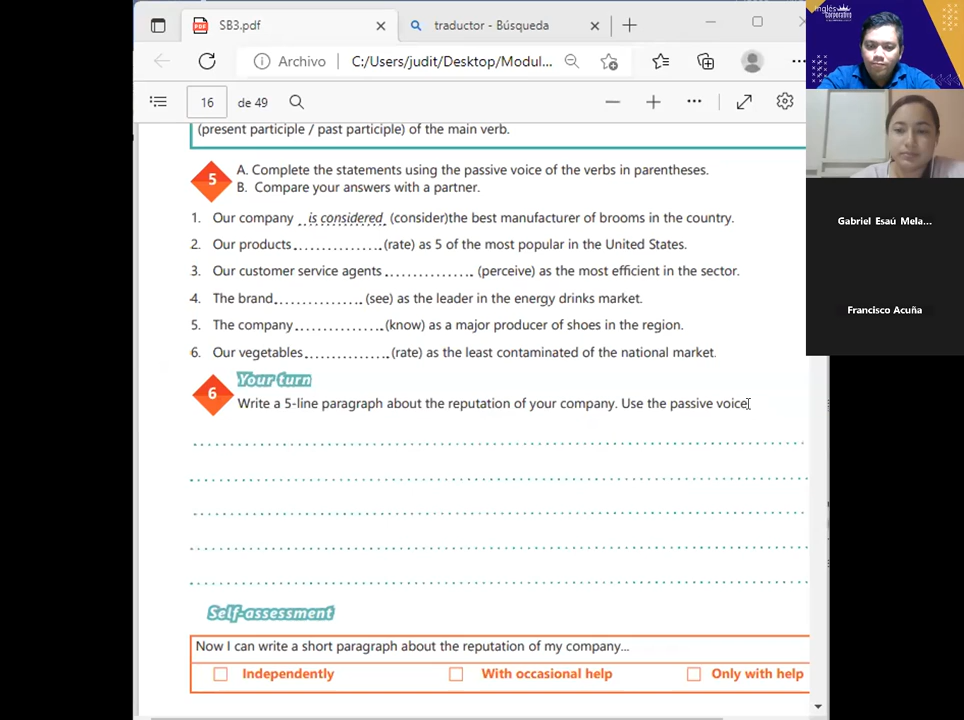 SB3.pdf
traductor - Búsqueda
Archivo
C:/Users/judit/Desktop/Modul...
16
de 49
(present participle / past participle) of the main verb.
5
A. Complete the statements using the passive voice of the verbs in parentheses.
B. Compare your answers with a partner.
1. Our company is considered (consider)the best manufacturer of brooms in the country.
2. Our products..............(rate) as 5 of the most popular in the United States.
3. Our customer service agents .............. (perceive) as the most efficient in the sector.
4. The brand..............(see) as the leader in the energy drinks market.
5. The company..............(know) as a major producer of shoes in the region.
6. Our vegetables..............(rate) as the least contaminated of the national market.
6
Your turn
Write a 5-line paragraph about the reputation of your company. Use the passive voice
Self-assessment
Now I can write a short paragraph about the reputation of my company...
Independently
With occasional help
Only with help
Inglés
corporativo
Gabriel Esaú Mela...
Francisco Acuña